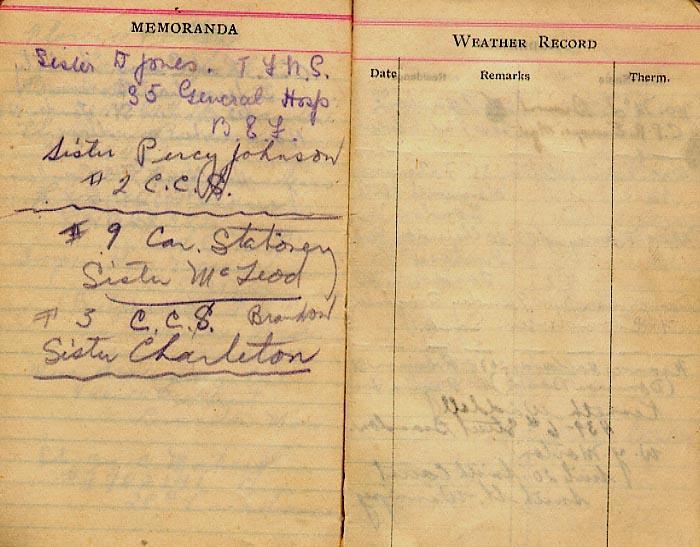 MEMORANDA
Sister D Jones. T.F.N.S.
35 General Hosp
B.E.F.
Sister Percy Johnson
# 2 C.C.S.
# 9 Can. Stationery
Sister McLeod
# 3 C.C.S. Brandon
Sister Charleton
WEATHER RECORD
Date Remarks Therm.